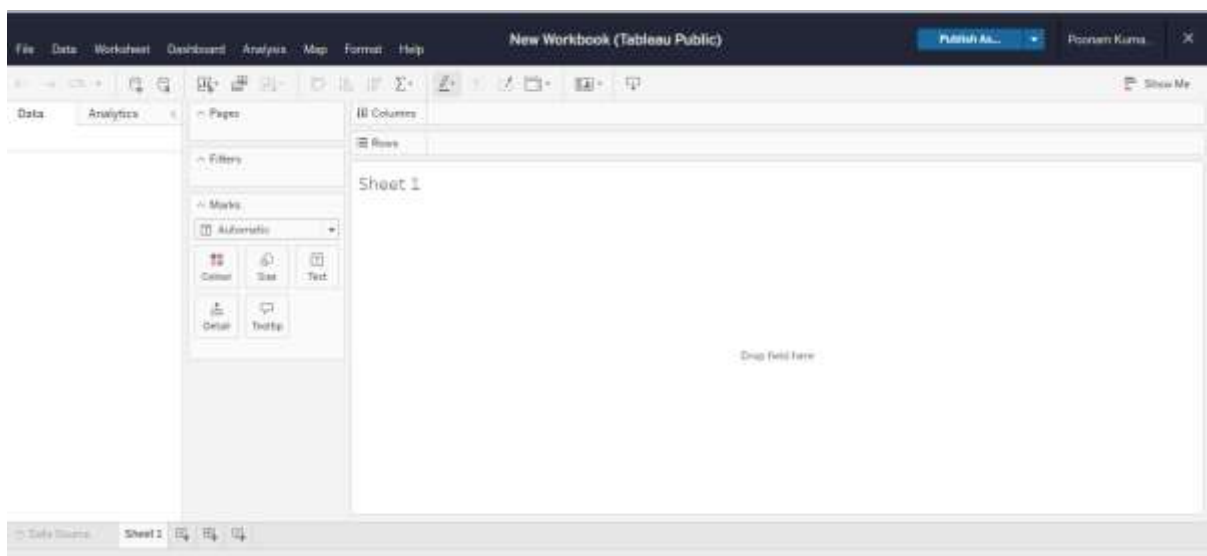 New Workbook (Tableau Public)
File Data Worksheet Dashboard Analysis Map Format Help
Publish As... Poonam Kuma...
Show Me
Data Analytics
Pages
Columns
Rows
Filters
Sheet 1
Marks
Automatic
Colour Size Text
Detail Tooltip
Drop field here
Data Source Sheet 1